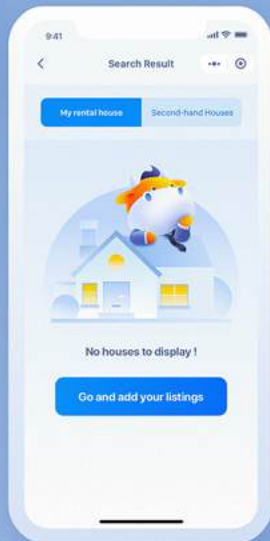 9:41
Search Result
My rental house
Second-hand Houses
No houses to display !
Go and add your listings